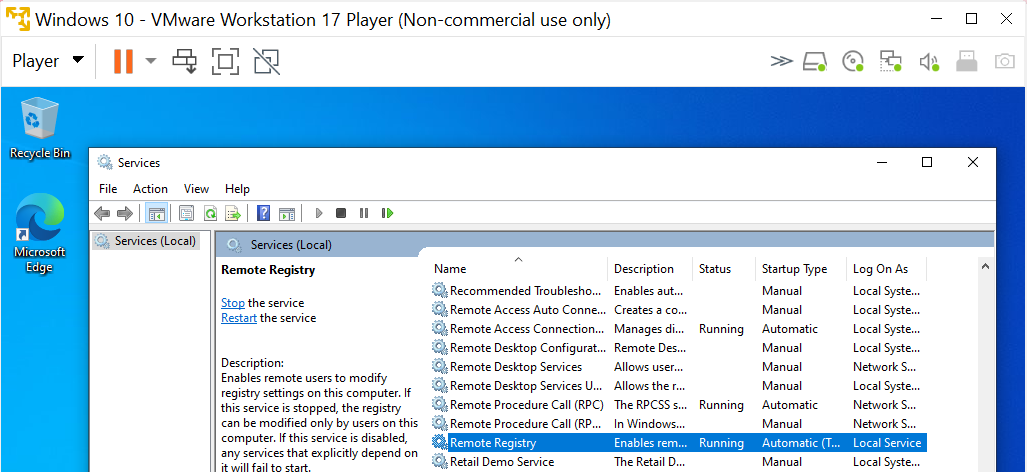 Windows 10 - VMware Workstation 17 Player (Non-commercial use only)
Player
Recycle Bin
Microsoft
Edge
Services
File Action View Help
Services (Local)
Services (Local)
Remote Registry
Stop the service
Restart the service
Description:
Enables remote users to modify
registry settings on this computer. If
this service is stopped, the registry
can be modified only by users on this
computer. If this service is disabled,
any services that explicitly depend on
it will fail to start.
Name Description Status Startup Type Log On As
Recommended Troublesho... Enables aut... Manual Local Syste...
Remote Access Auto Conne... Creates a co... Manual Local Syste...
Remote Access Connection... Manages di... Running Automatic Local Syste...
Remote Desktop Configurat... Remote Des... Manual Local Syste...
Remote Desktop Services Allows user... Manual Network S...
Remote Desktop Services U... Allows the r... Manual Local Syste...
Remote Procedure Call (RPC) The RPCSS s... Running Automatic Network S...
Remote Procedure Call (RP... In Windows... Manual Network S...
Remote Registry Enables rem... Running Automatic (T... Local Service
Retail Demo Service The Retail D... Manual Local Syste...